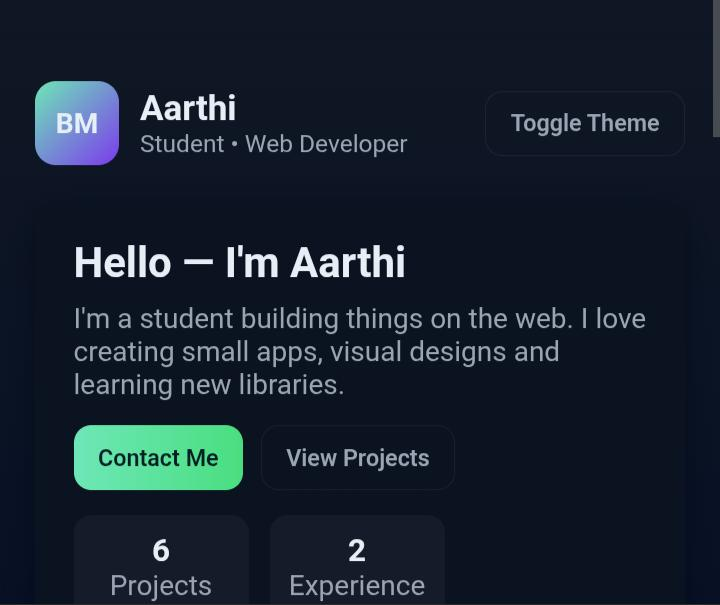 BM
Aarthi
Student • Web Developer
Toggle Theme
Hello — I'm Aarthi
I'm a student building things on the web. I love
creating small apps, visual designs and
learning new libraries.
Contact Me
View Projects
6
Projects
2
Experience